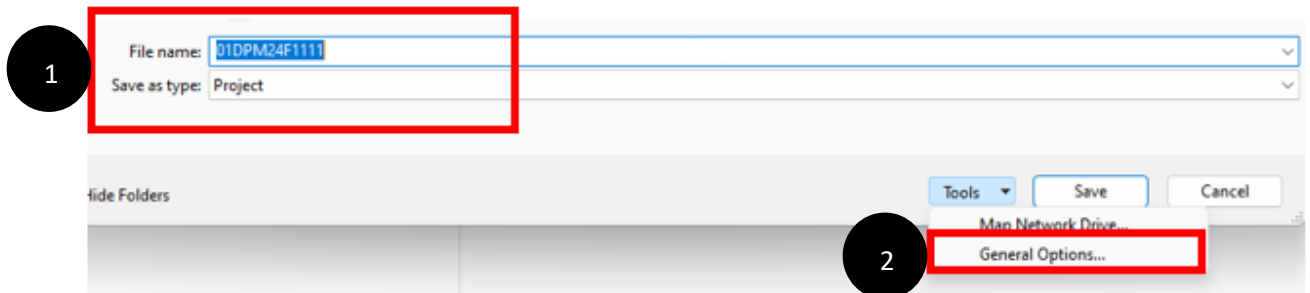 1
File name: 01DPM24F1111
Save as type: Project
Hide Folders
Tools Save Cancel
Map Network Drive...
2
General Options...